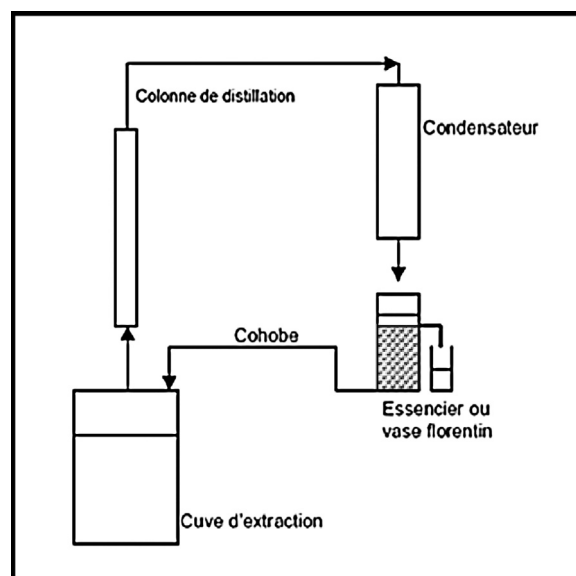 Colonne de distillation
Condensateur
Cohobe
Essencier ou
vase florentin
Cuve d'extraction